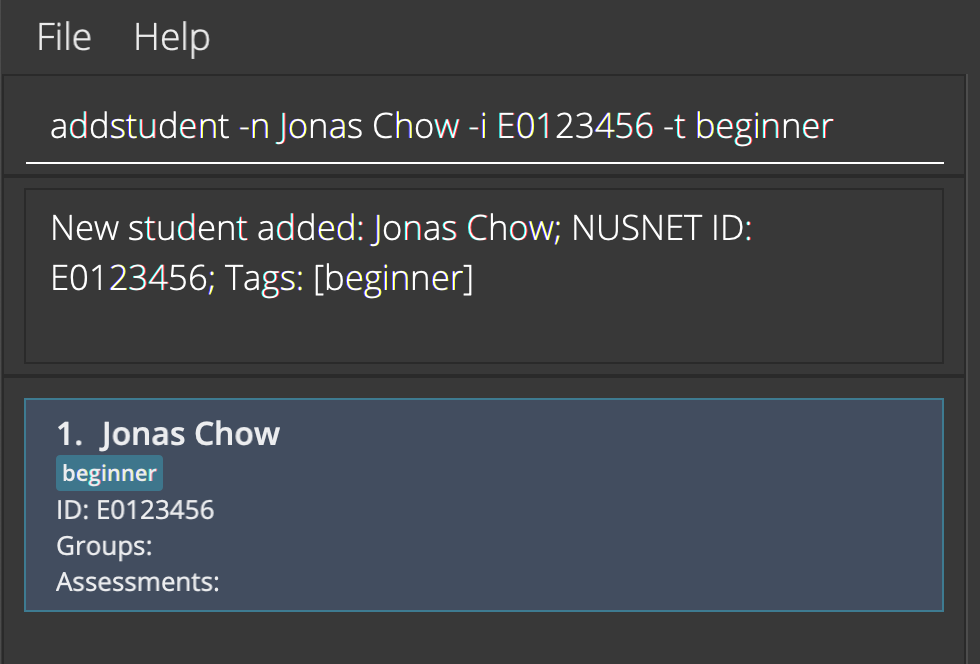 File Help
addstudent -n Jonas Chow -i E0123456 -t beginner
New student added: Jonas Chow; NUSNET ID:
E0123456; Tags: [beginner]
1. Jonas Chow
beginner
ID: E0123456
Groups:
Assessments: